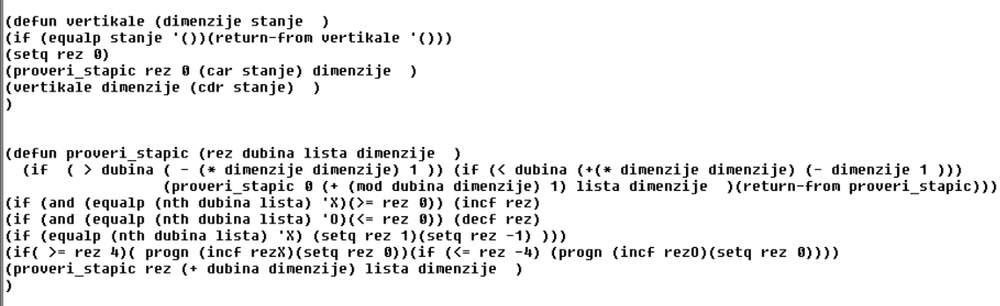 (defun vertikale (dimenzije stanje  )
(if (equalp stanje '())(return-from vertikale '()))
(setq rez 0)
(proveri_stapic rez 0 (car stanje) dimenzije  )
(vertikale dimenzije (cdr stanje)  )
)
(defun proveri_stapic (rez dubina lista dimenzije  )
  (if  ( > dubina ( - (* dimenzije dimenzije) 1 )) (if (< dubina (+(* dimenzije dimenzije) (- dimenzije 1 )))
                (proveri_stapic 0 (+ (mod dubina dimenzije) 1) lista dimenzije  )(return-from proveri_stapic)))
(if (and (equalp (nth dubina lista) 'X)(>= rez 0)) (incf rez)
(if (and (equalp (nth dubina lista) 'O)(<= rez 0)) (decf rez)
(if (equalp (nth dubina lista) 'X) (setq rez 1)(setq rez -1) )))
(if( >= rez 4)( progn (incf rezX)(setq rez 0))(if (<= rez -4) (progn (incf rezO)(setq rez 0))))
(proveri_stapic rez (+ dubina dimenzije) lista dimenzije  )
)